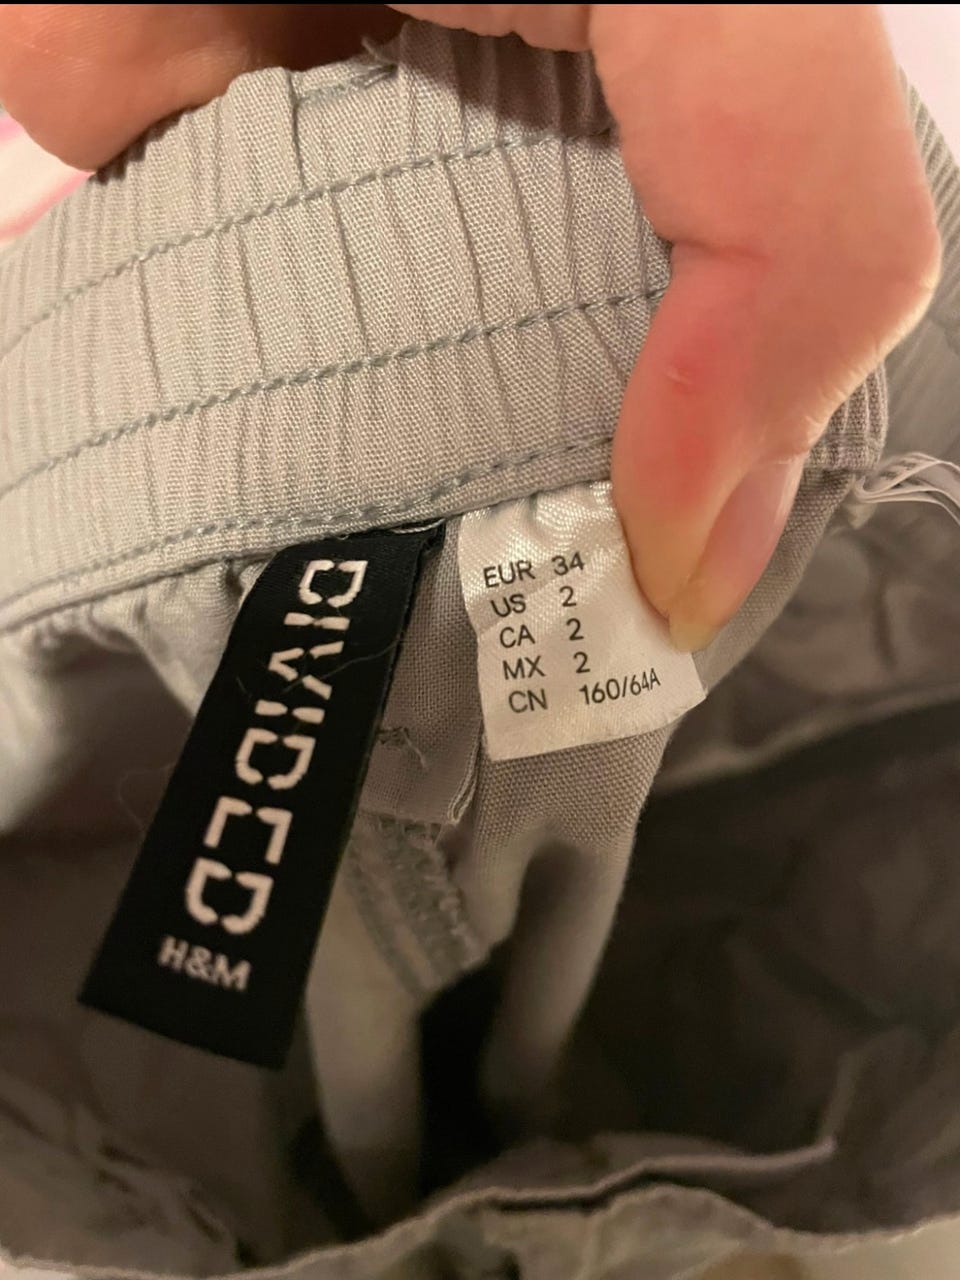 DIVIDED
H&M
EUR 34
US 2
CA 2
MX 2
CN 160/64A